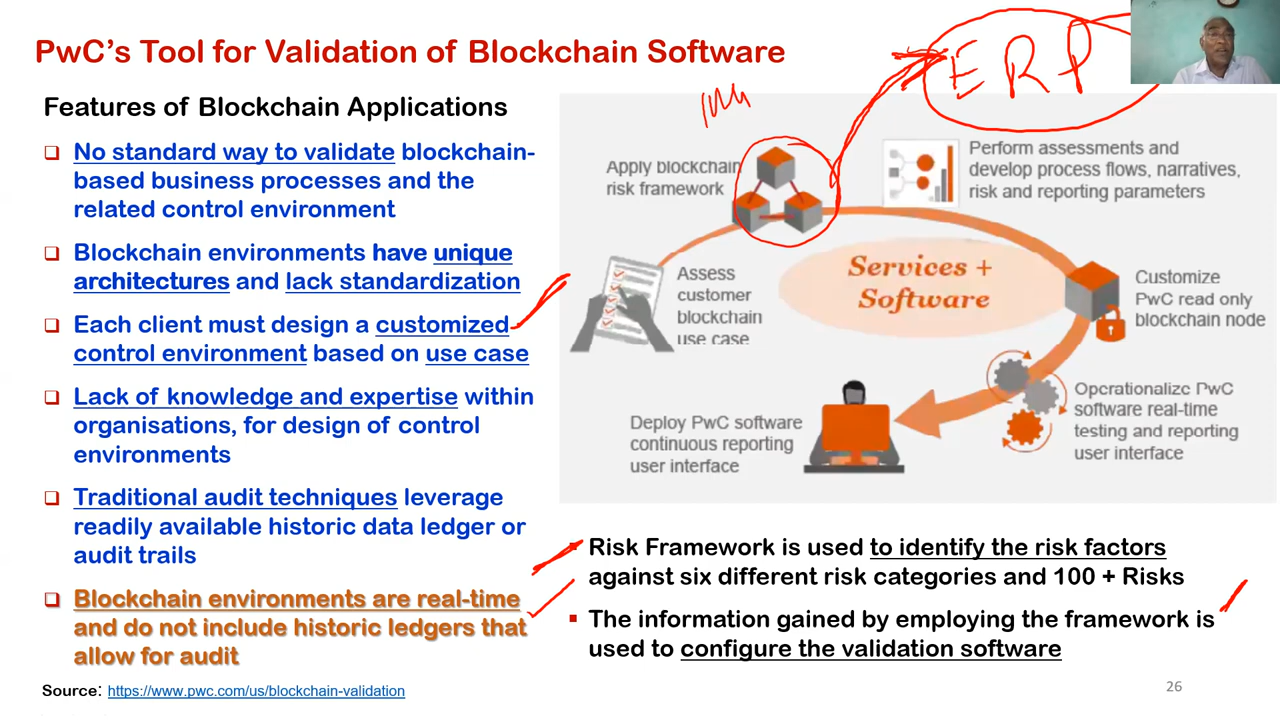 PwC's Tool for Validation of Blockchain Software
ERP
Features of Blockchain Applications
No standard way to validate blockchain-
based business processes and the
related control environment
Blockchain environments have unique
architectures and lack standardization
Each client must design a customized
control environment based on use case
Lack of knowledge and expertise within
organisations, for design of control
environments
Traditional audit techniques leverage
readily available historic data ledger or
audit trails
Blockchain environments are real-time
and do not include historic ledgers that
allow for audit
Source: https://www.pwc.com/us/blockchain-validation
Apply blockchain
risk framework
Perform assessments and
develop process flows, narratives,
risk and reporting parameters
Assess
customer
blockchain
use case
Services +
Software
Customize
PwC read only
blockchain node
Operationalize PwC
software real-time
testing and reporting
user interface
Deploy PwC software
continuous reporting
user interface
Risk Framework is used to identify the risk factors
against six different risk categories and 100 + Risks
The information gained by employing the framework is
used to configure the validation software
26